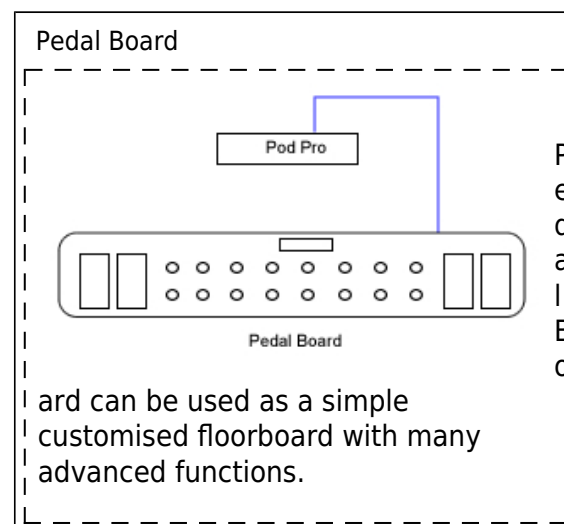 Pedal Board
Pod Pro
Pedal Board
ard can be used as a simple
customised floorboard with many
advanced functions.